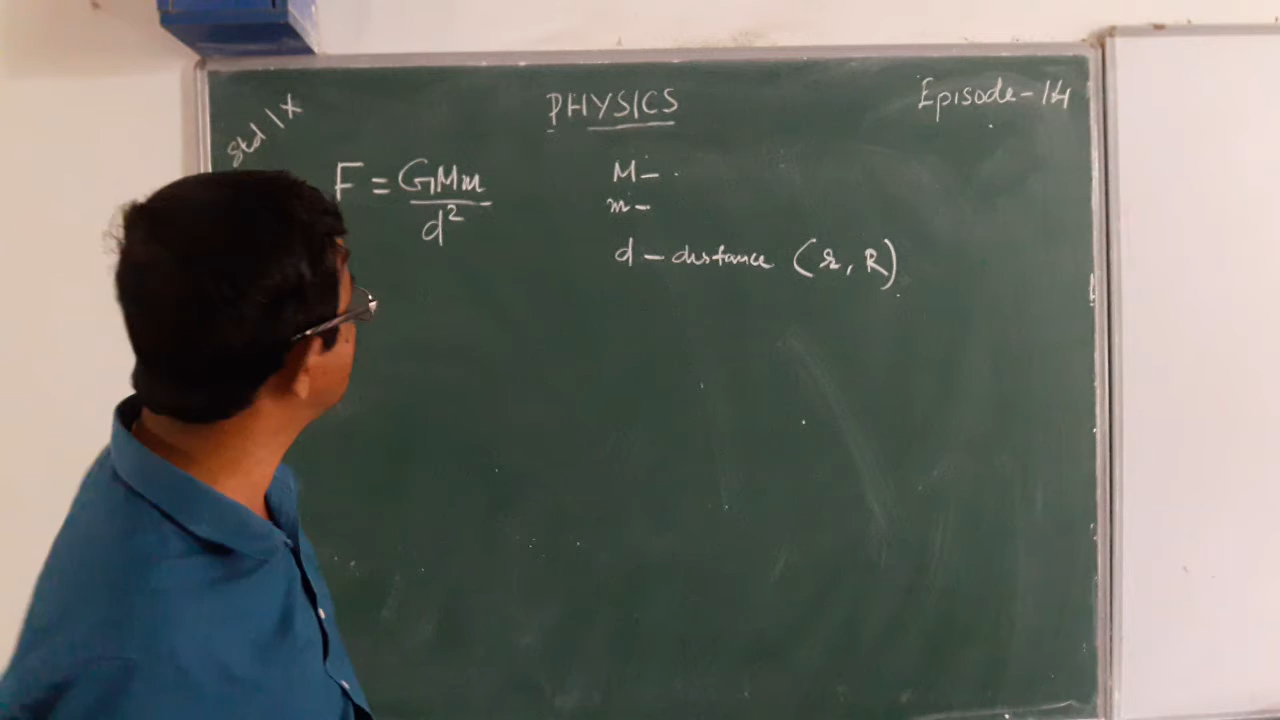 std IX
PHYSICS
Episode-14
F = GMm
d²
M-
m-
d - distance (r, R)